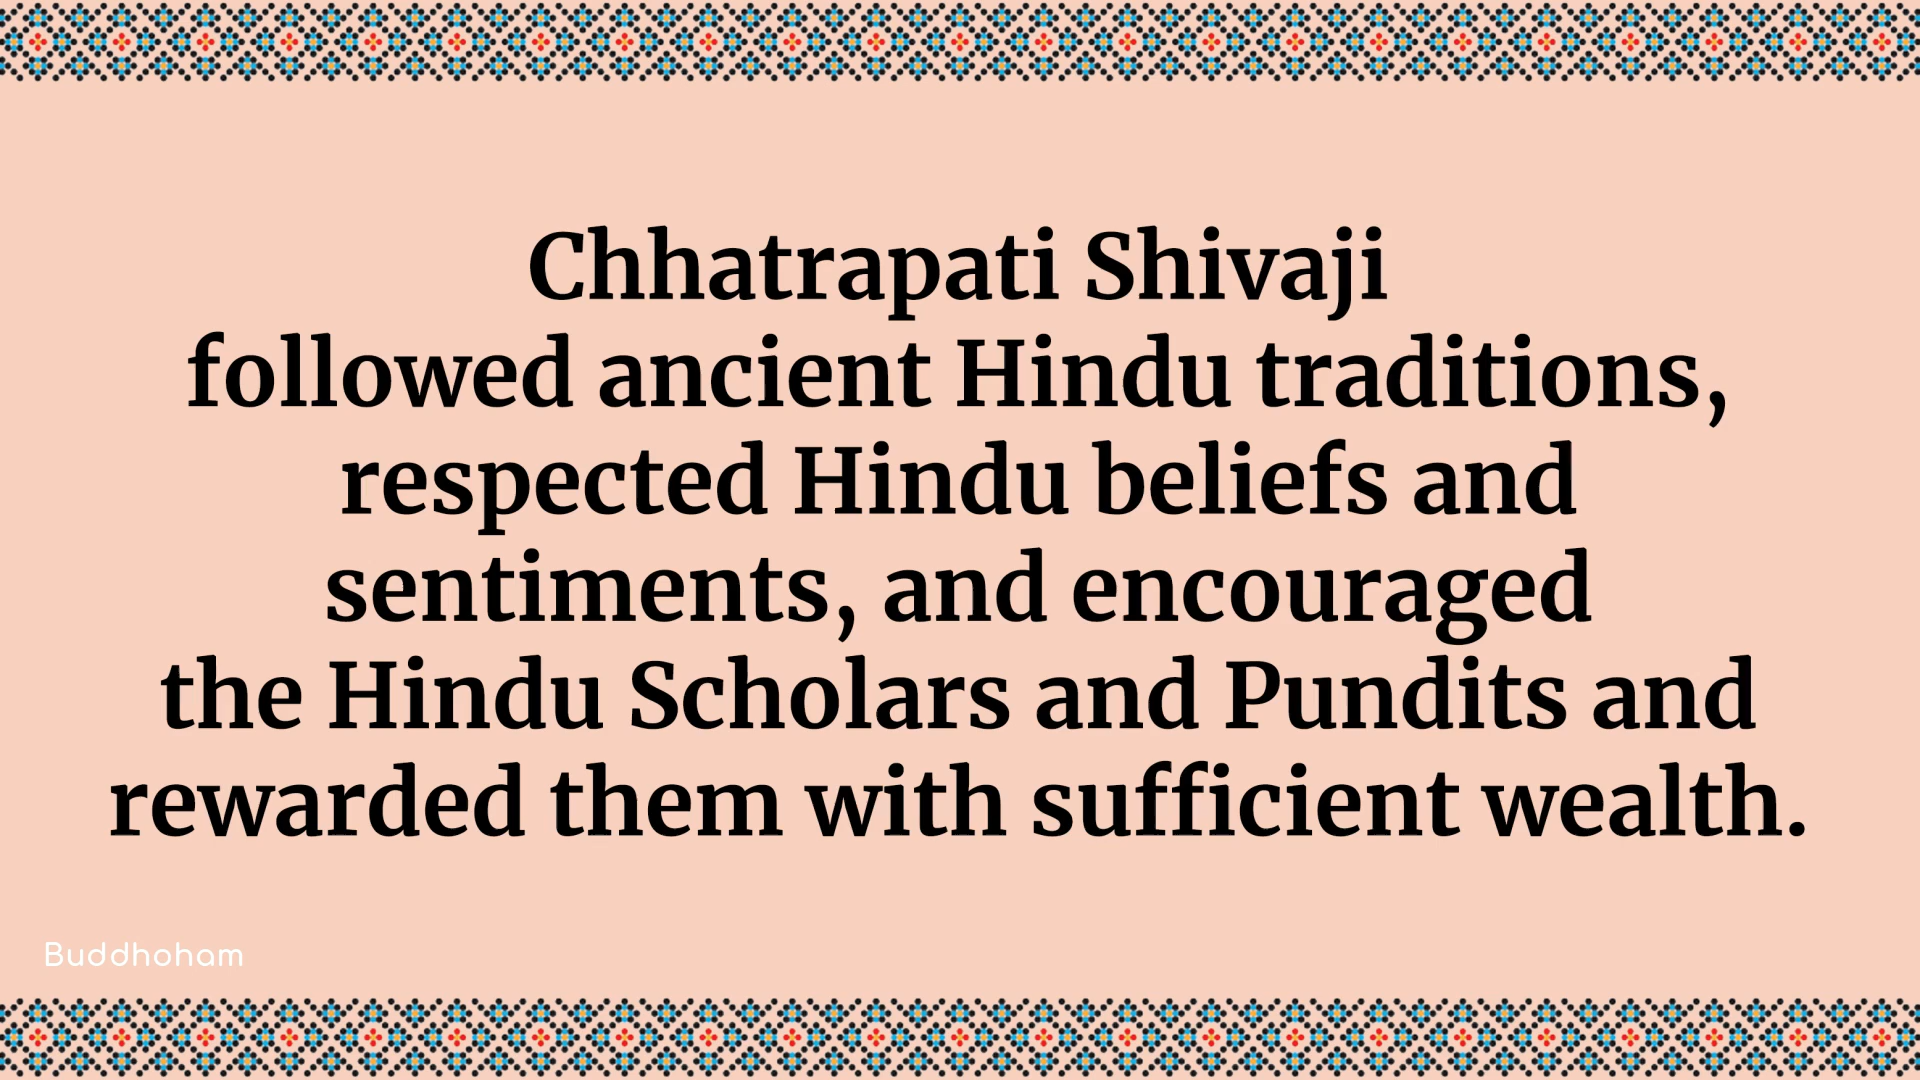 Chhatrapati Shivaji
followed ancient Hindu traditions,
respected Hindu beliefs and
sentiments, and encouraged
the Hindu Scholars and Pundits and
rewarded them with sufficient wealth.
Buddhoham